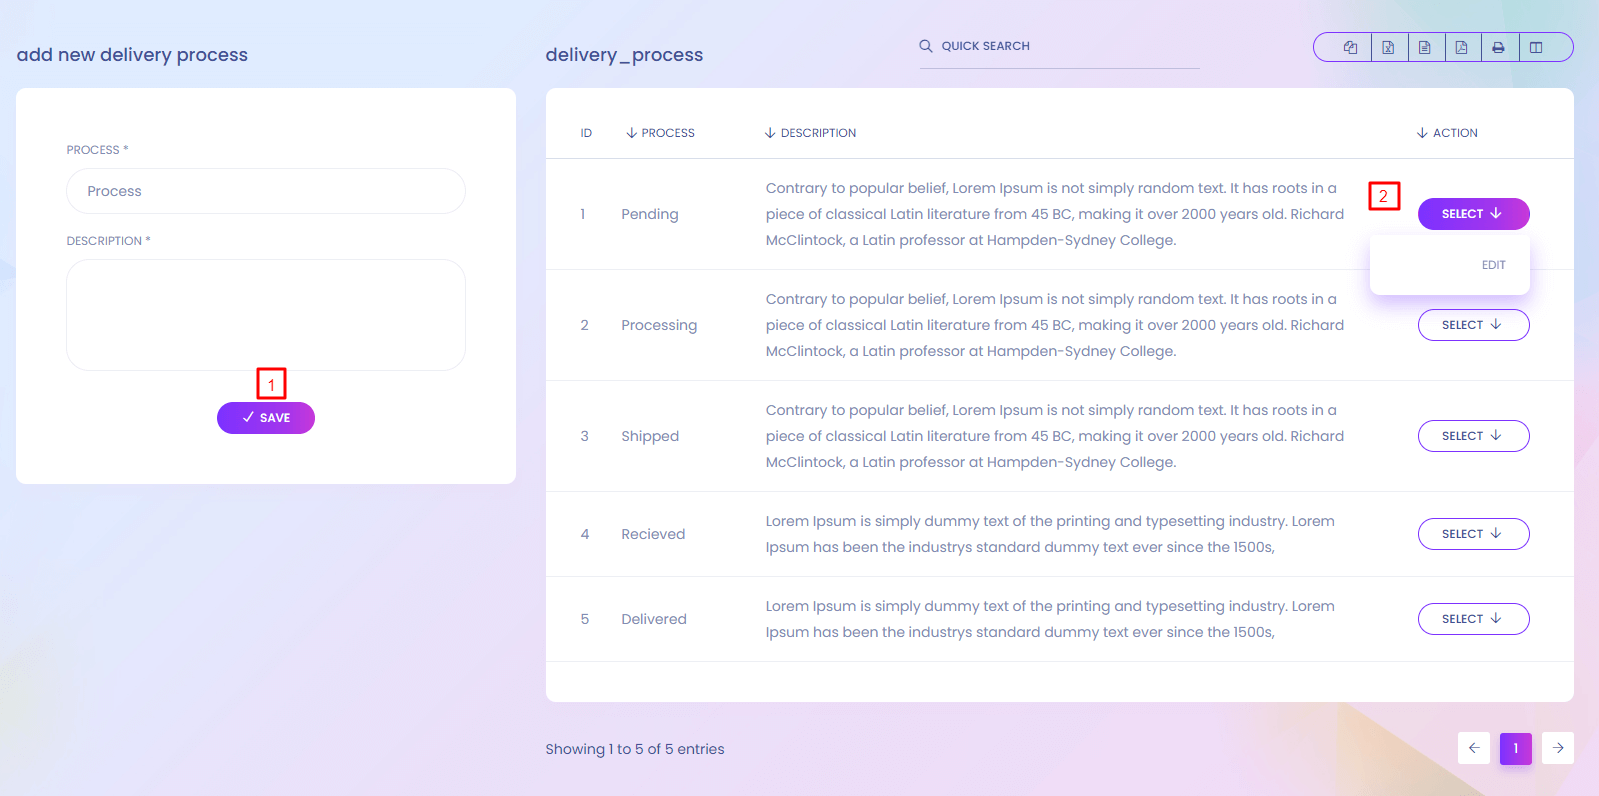 add new delivery process
PROCESS *
Process
DESCRIPTION *
1
SAVE
delivery_process
QUICK SEARCH
ID PROCESS DESCRIPTION ACTION
1 Pending
Contrary to popular belief, Lorem Ipsum is not simply random text. It has roots in a
piece of classical Latin literature from 45 BC, making it over 2000 years old. Richard
McClintock, a Latin professor at Hampden-Sydney College.
2
SELECT
EDIT
2 Processing
Contrary to popular belief, Lorem Ipsum is not simply random text. It has roots in a
piece of classical Latin literature from 45 BC, making it over 2000 years old. Richard
McClintock, a Latin professor at Hampden-Sydney College.
SELECT
3 Shipped
Contrary to popular belief, Lorem Ipsum is not simply random text. It has roots in a
piece of classical Latin literature from 45 BC, making it over 2000 years old. Richard
McClintock, a Latin professor at Hampden-Sydney College.
SELECT
4 Recieved
Lorem Ipsum is simply dummy text of the printing and typesetting industry. Lorem
Ipsum has been the industrys standard dummy text ever since the 1500s,
SELECT
5 Delivered
Lorem Ipsum is simply dummy text of the printing and typesetting industry. Lorem
Ipsum has been the industrys standard dummy text ever since the 1500s,
SELECT
Showing 1 to 5 of 5 entries
1